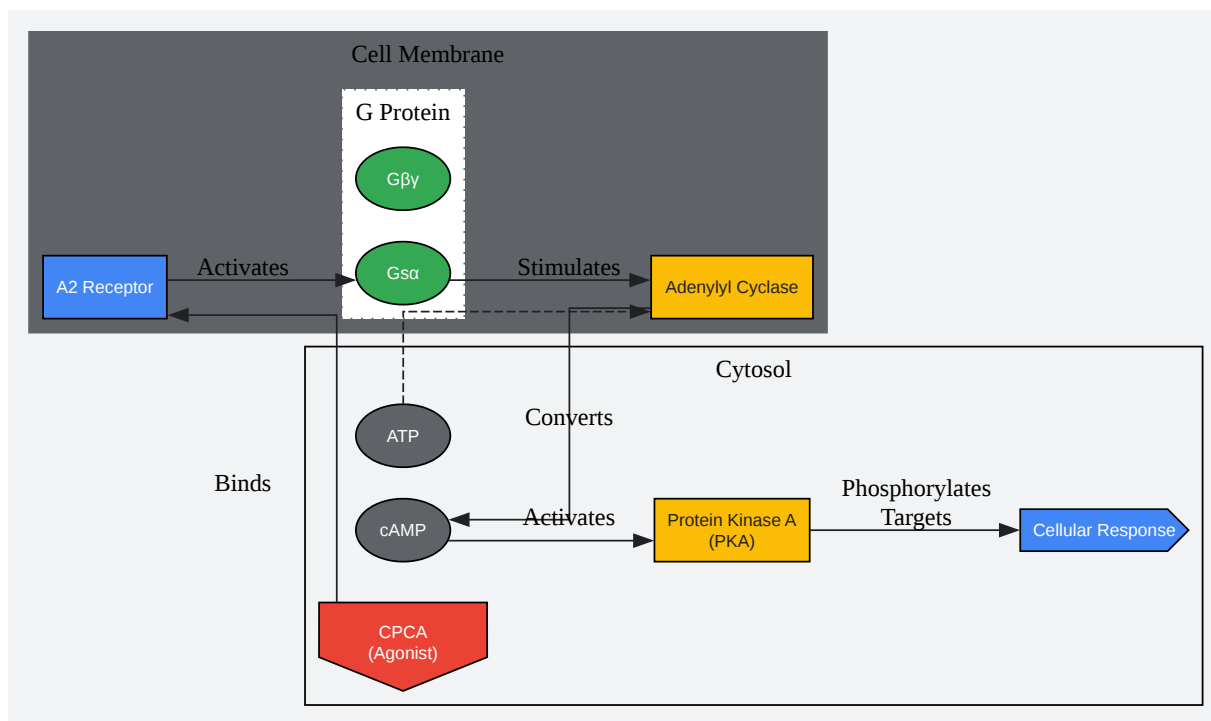 Cell Membrane
G Protein
Gβγ
A2 Receptor
Activates
Gsα
Stimulates
Adenylyl Cyclase
Cytosol
Converts
ATP
Binds
cAMP
Activates
Protein Kinase A
(PKA)
Phosphorylates
Targets
Cellular Response
CPCA
(Agonist)